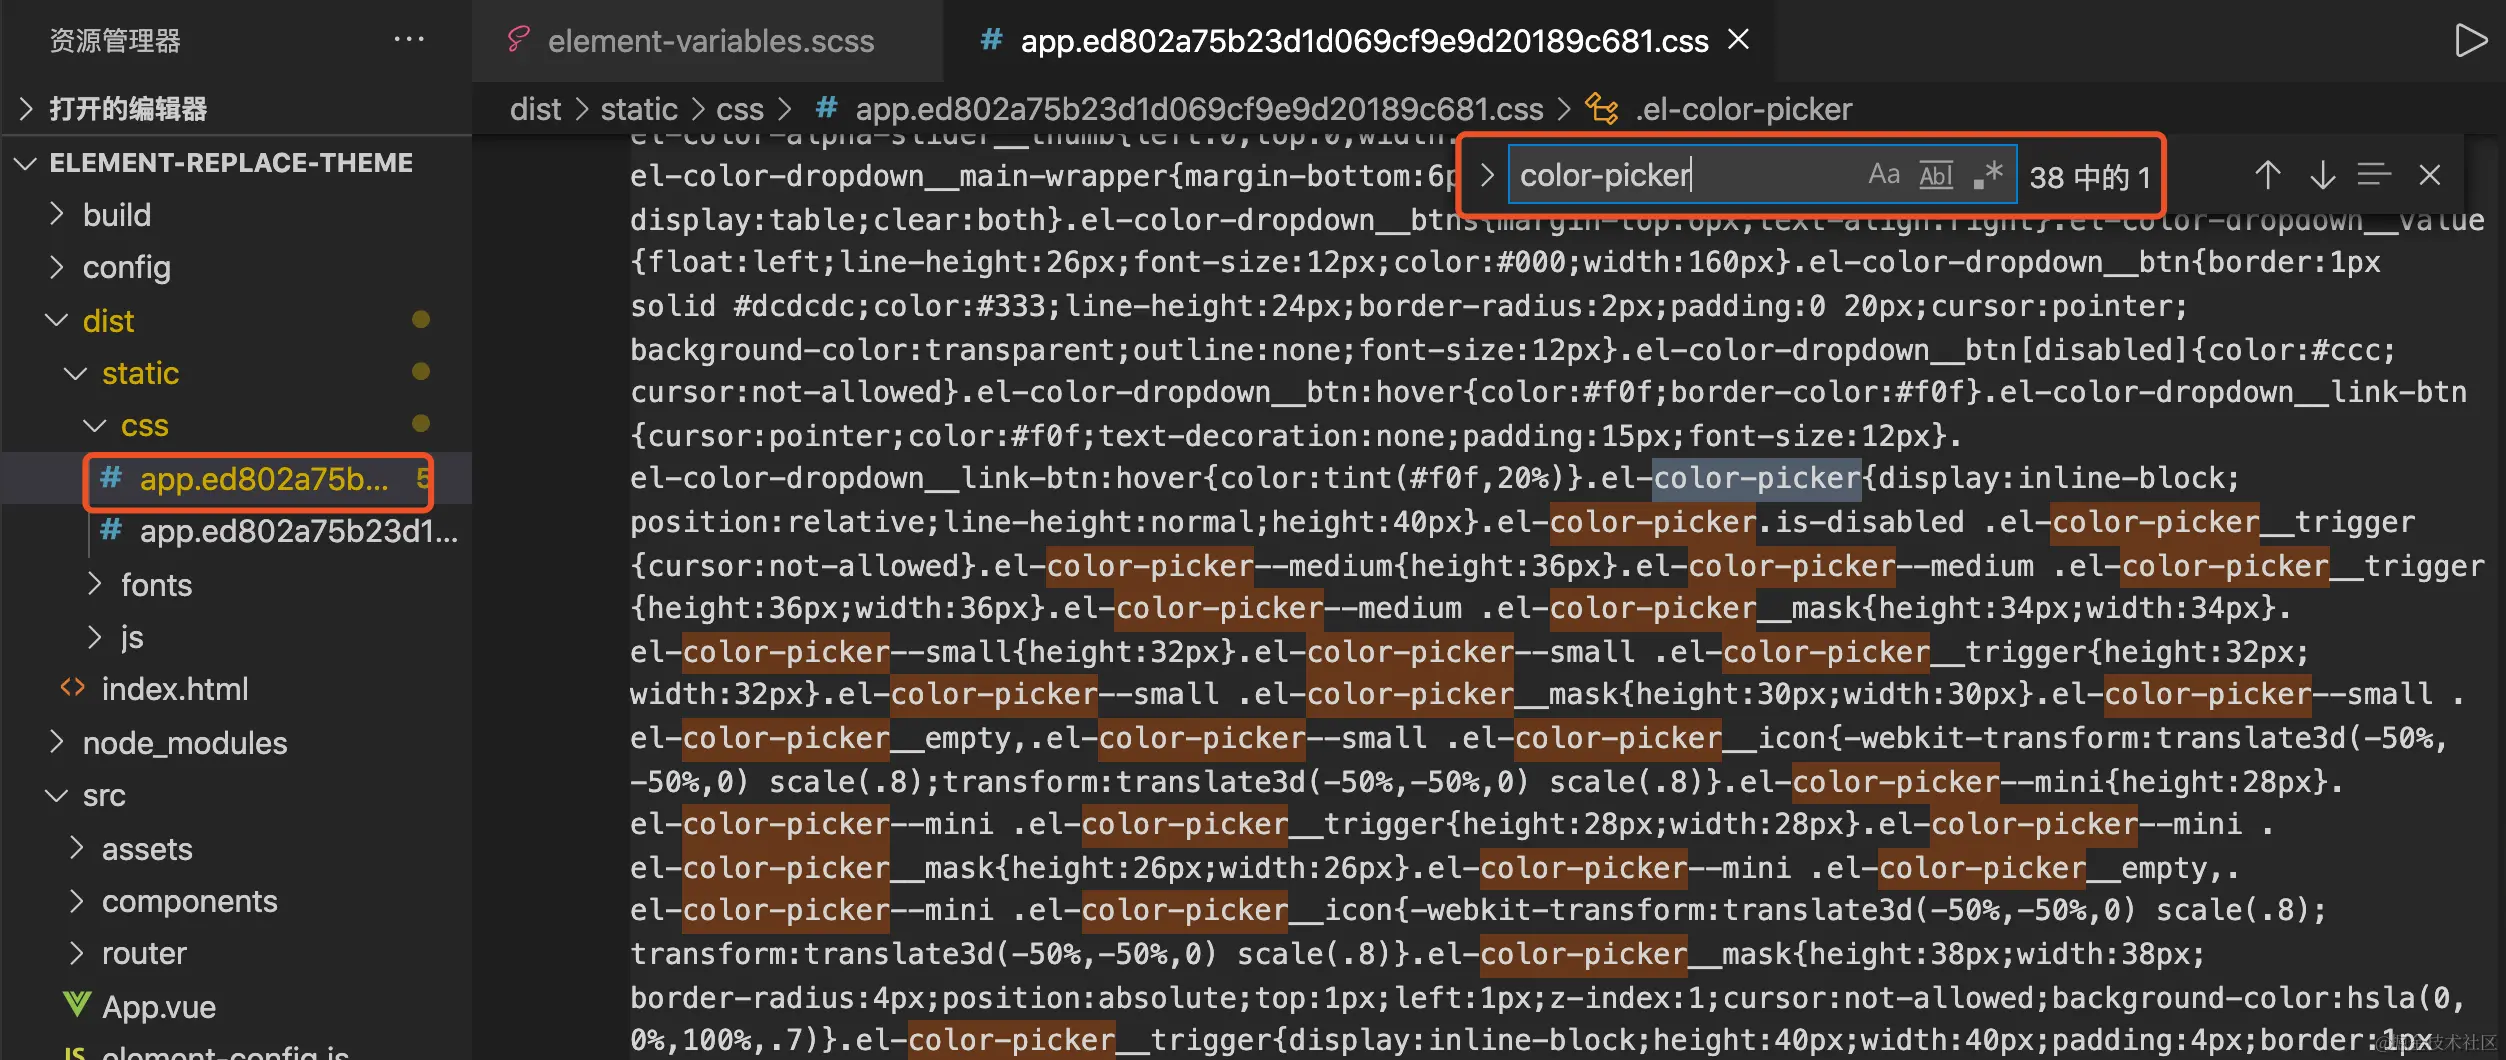 资源管理器
···
element-variables.scss
# app.ed802a75b23d1d069cf9e9d20189c681.css
打开的编辑器
dist > static > css > # app.ed802a75b23d1d069cf9e9d20189c681.css > .el-color-picker
ELEMENT-REPLACE-THEME
build
config
dist
static
css
# app.ed802a75b... 5
# app.ed802a75b23d1...
fonts
js
<> index.html
node_modules
src
assets
components
router
App.vue
JS element-config.js
color-picker
Aa Abl .* 38 中的 1
el-color-alpha-slider__thumb{left:0;top:0;width:
el-color-dropdown__main-wrapper{margin-bottom:6p
display:table;clear:both}.el-color-dropdown__btns{margin-top:6px;text-align:right}.el-color-dropdown__value
{float:left;line-height:26px;font-size:12px;color:#000;width:160px}.el-color-dropdown__btn{border:1px
solid #dcdcdc;color:#333;line-height:24px;border-radius:2px;padding:0 20px;cursor:pointer;
background-color:transparent;outline:none;font-size:12px}.el-color-dropdown__btn[disabled]{color:#ccc;
cursor:not-allowed}.el-color-dropdown__btn:hover{color:#f0f;border-color:#f0f}.el-color-dropdown__link-btn
{cursor:pointer;color:#f0f;text-decoration:none;padding:15px;font-size:12px}.
el-color-dropdown__link-btn:hover{color:tint(#f0f,20%)}.el-color-picker{display:inline-block;
position:relative;line-height:normal;height:40px}.el-color-picker.is-disabled .el-color-picker__trigger
{cursor:not-allowed}.el-color-picker--medium{height:36px}.el-color-picker--medium .el-color-picker__trigger
{height:36px;width:36px}.el-color-picker--medium .el-color-picker__mask{height:34px;width:34px}.
el-color-picker--small{height:32px}.el-color-picker--small .el-color-picker__trigger{height:32px;
width:32px}.el-color-picker--small .el-color-picker__mask{height:30px;width:30px}.el-color-picker--small .
el-color-picker__empty,.el-color-picker--small .el-color-picker__icon{-webkit-transform:translate3d(-50%,
-50%,0) scale(.8);transform:translate3d(-50%,-50%,0) scale(.8)}.el-color-picker--mini{height:28px}.
el-color-picker--mini .el-color-picker__trigger{height:28px;width:28px}.el-color-picker--mini .
el-color-picker__mask{height:26px;width:26px}.el-color-picker--mini .el-color-picker__empty,.
el-color-picker--mini .el-color-picker__icon{-webkit-transform:translate3d(-50%,-50%,0) scale(.8);
transform:translate3d(-50%,-50%,0) scale(.8)}.el-color-picker__mask{height:38px;width:38px;
border-radius:4px;position:absolute;top:1px;left:1px;z-index:1;cursor:not-allowed;background-color:hsla(0,
0%,100%,.7)}.el-color-picker__trigger{display:inline-block;height:40px;width:40px;padding:4px;border:1px
@掘金技术社区